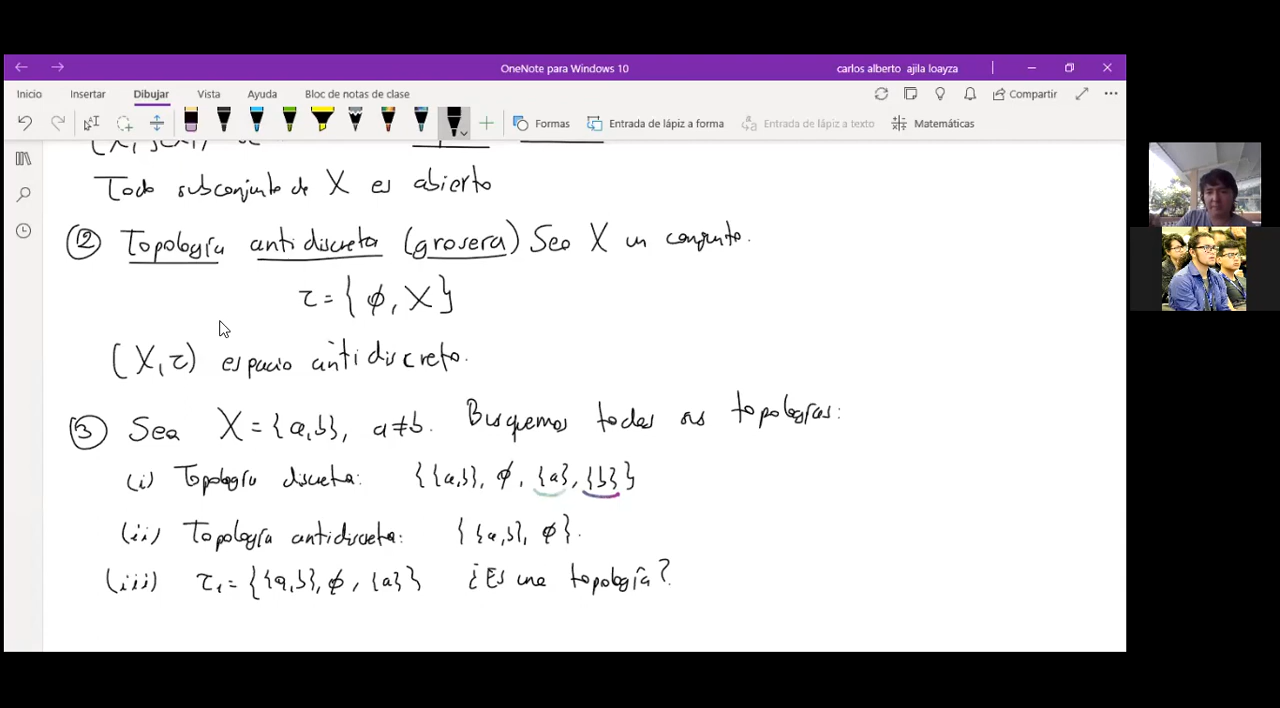 OneNote para Windows 10
carlos alberto ajila loayza
Inicio Insertar Dibujar Vista Ayuda Bloc de notas de clase
Compartir
Formas Entrada de lápiz a forma Entrada de lápiz a texto Matemáticas
Todo subconjunto de X es abierto
② Topología antidiscreta (grosera) Sea X un conjunto.
τ = {∅, X}
(X, τ) espacio antidiscreto.
③ Sea X = {a,b}, a≠b. Busquemos todas sus topologías:
(i) Topología discreta: {{a,b}, ∅, {a}, {b}}
(ii) Topología antidiscreta: {{a,b}, ∅}.
(iii) τ₁ = {{a,b}, ∅, {a}} ¿Es una topología?